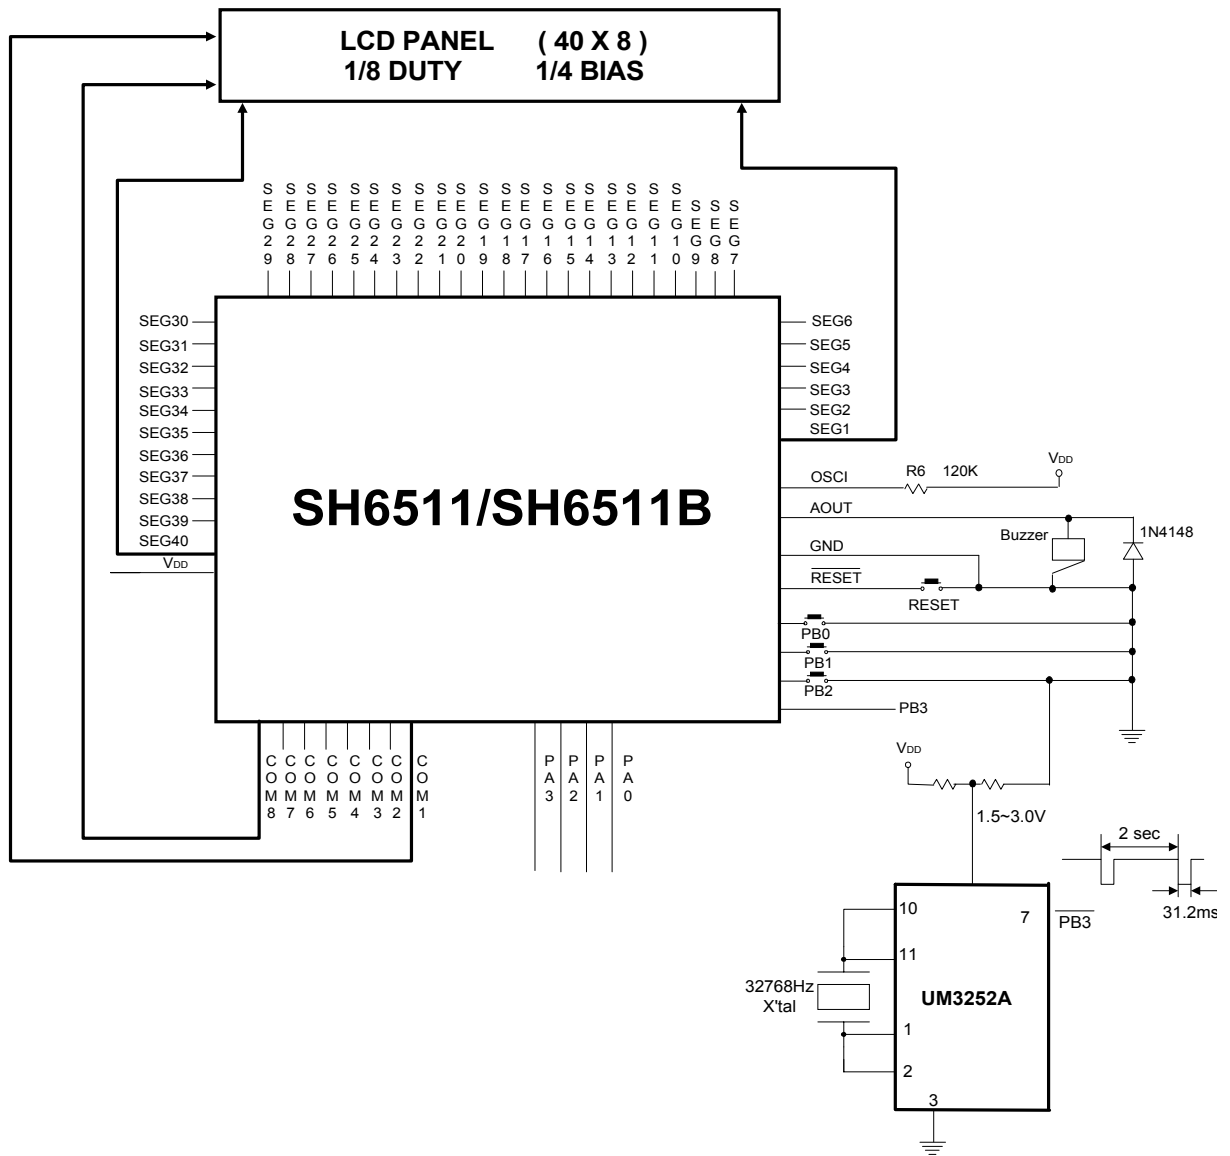 LCD PANEL ( 40 X 8 )
1/8 DUTY 1/4 BIAS
SEG29
SEG28
SEG27
SEG26
SEG25
SEG24
SEG23
SEG22
SEG21
SEG20
SEG19
SEG18
SEG17
SEG16
SEG15
SEG14
SEG13
SEG12
SEG11
SEG10
SEG9
SEG8
SEG7
SEG30
SEG31
SEG32
SEG33
SEG34
SEG35
SEG36
SEG37
SEG38
SEG39
SEG40
VDD
SH6511/SH6511B
SEG6
SEG5
SEG4
SEG3
SEG2
SEG1
OSCI
R6 120K
VDD
AOUT
Buzzer
1N4148
GND
RESET
RESET
PB0
PB1
PB2
PB3
COM8
COM7
COM6
COM5
COM4
COM3
COM2
COM1
PA3
PA2
PA1
PA0
VDD
1.5~3.0V
2 sec
31.2ms
10
11
7
PB3
32768Hz
X'tal
UM3252A
1
2
3